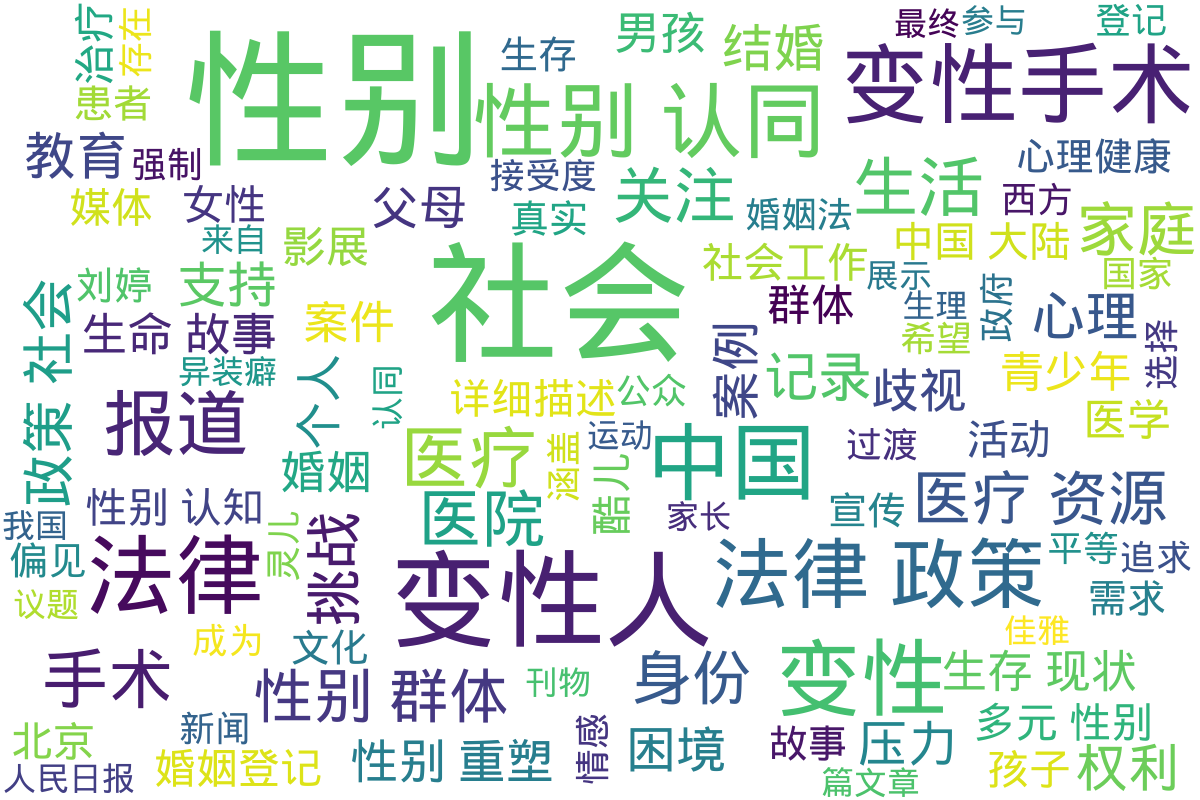 治疗
存在
患者
性别
生存
男孩
结婚
最终
参与
登记
变性手术
性别 认同
教育
强制
媒体
女性
父母
接受度
真实
关注
婚姻法
生活
心理健康
西方
家庭
中国 大陆
国家
来自
影展
刘婷
支持
社会
社会工作
展示
群体
生理
政府
希望
心理
选择
政策 社会
生命 故事
案件
异装癖
个人
认同
详细描述
公众
案例
记录
歧视
青少年
医学
报道
婚姻
医疗
涵盖
运动
中国
过渡
活动
性别 认知
医院
酷儿
家长
宣传
医疗 资源
我国
偏见
法律
灵儿
挑战
变性人
法律 政策
平等
追求
需求
议题
成为
文化
佳雅
手术
性别 群体
刊物
身份
变性
生存 现状
北京
新闻
情感
困境
故事
压力
多元 性别
人民日报
婚姻登记
性别 重塑
篇文章
孩子
权利